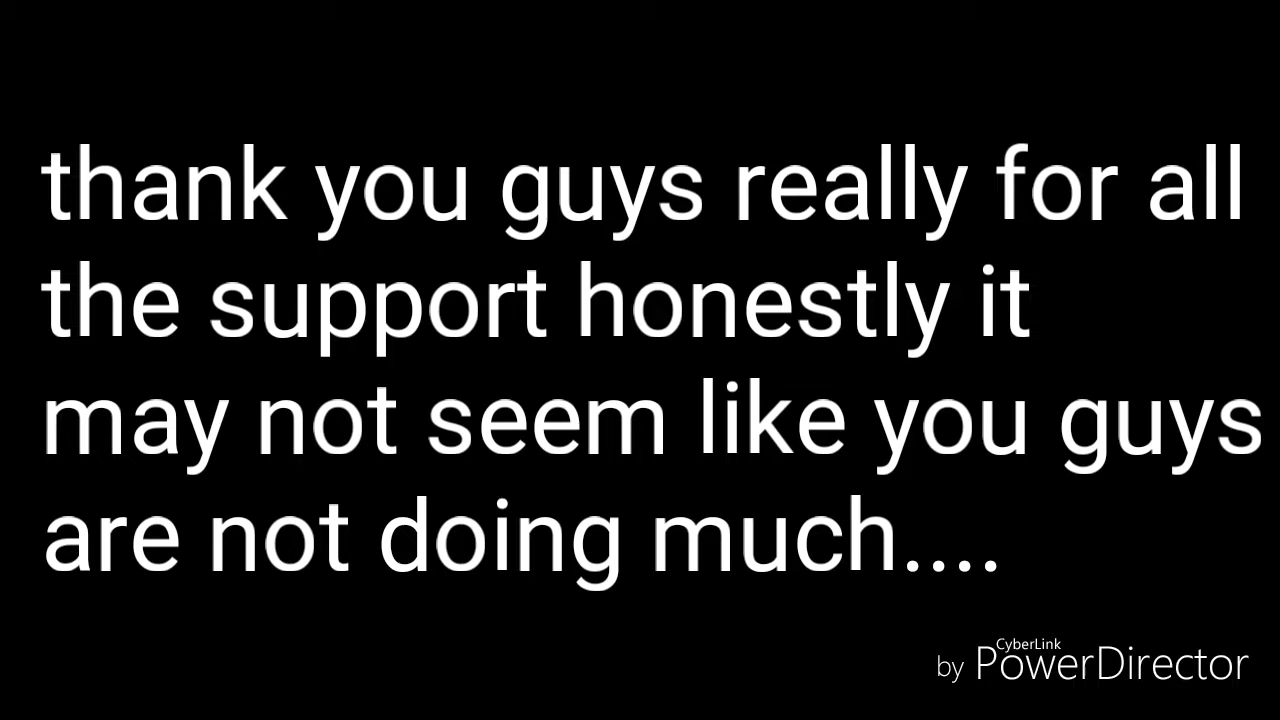 thank you guys really for all
the support honestly it
may not seem like you guys
are not doing much....
CyberLink
by PowerDirector